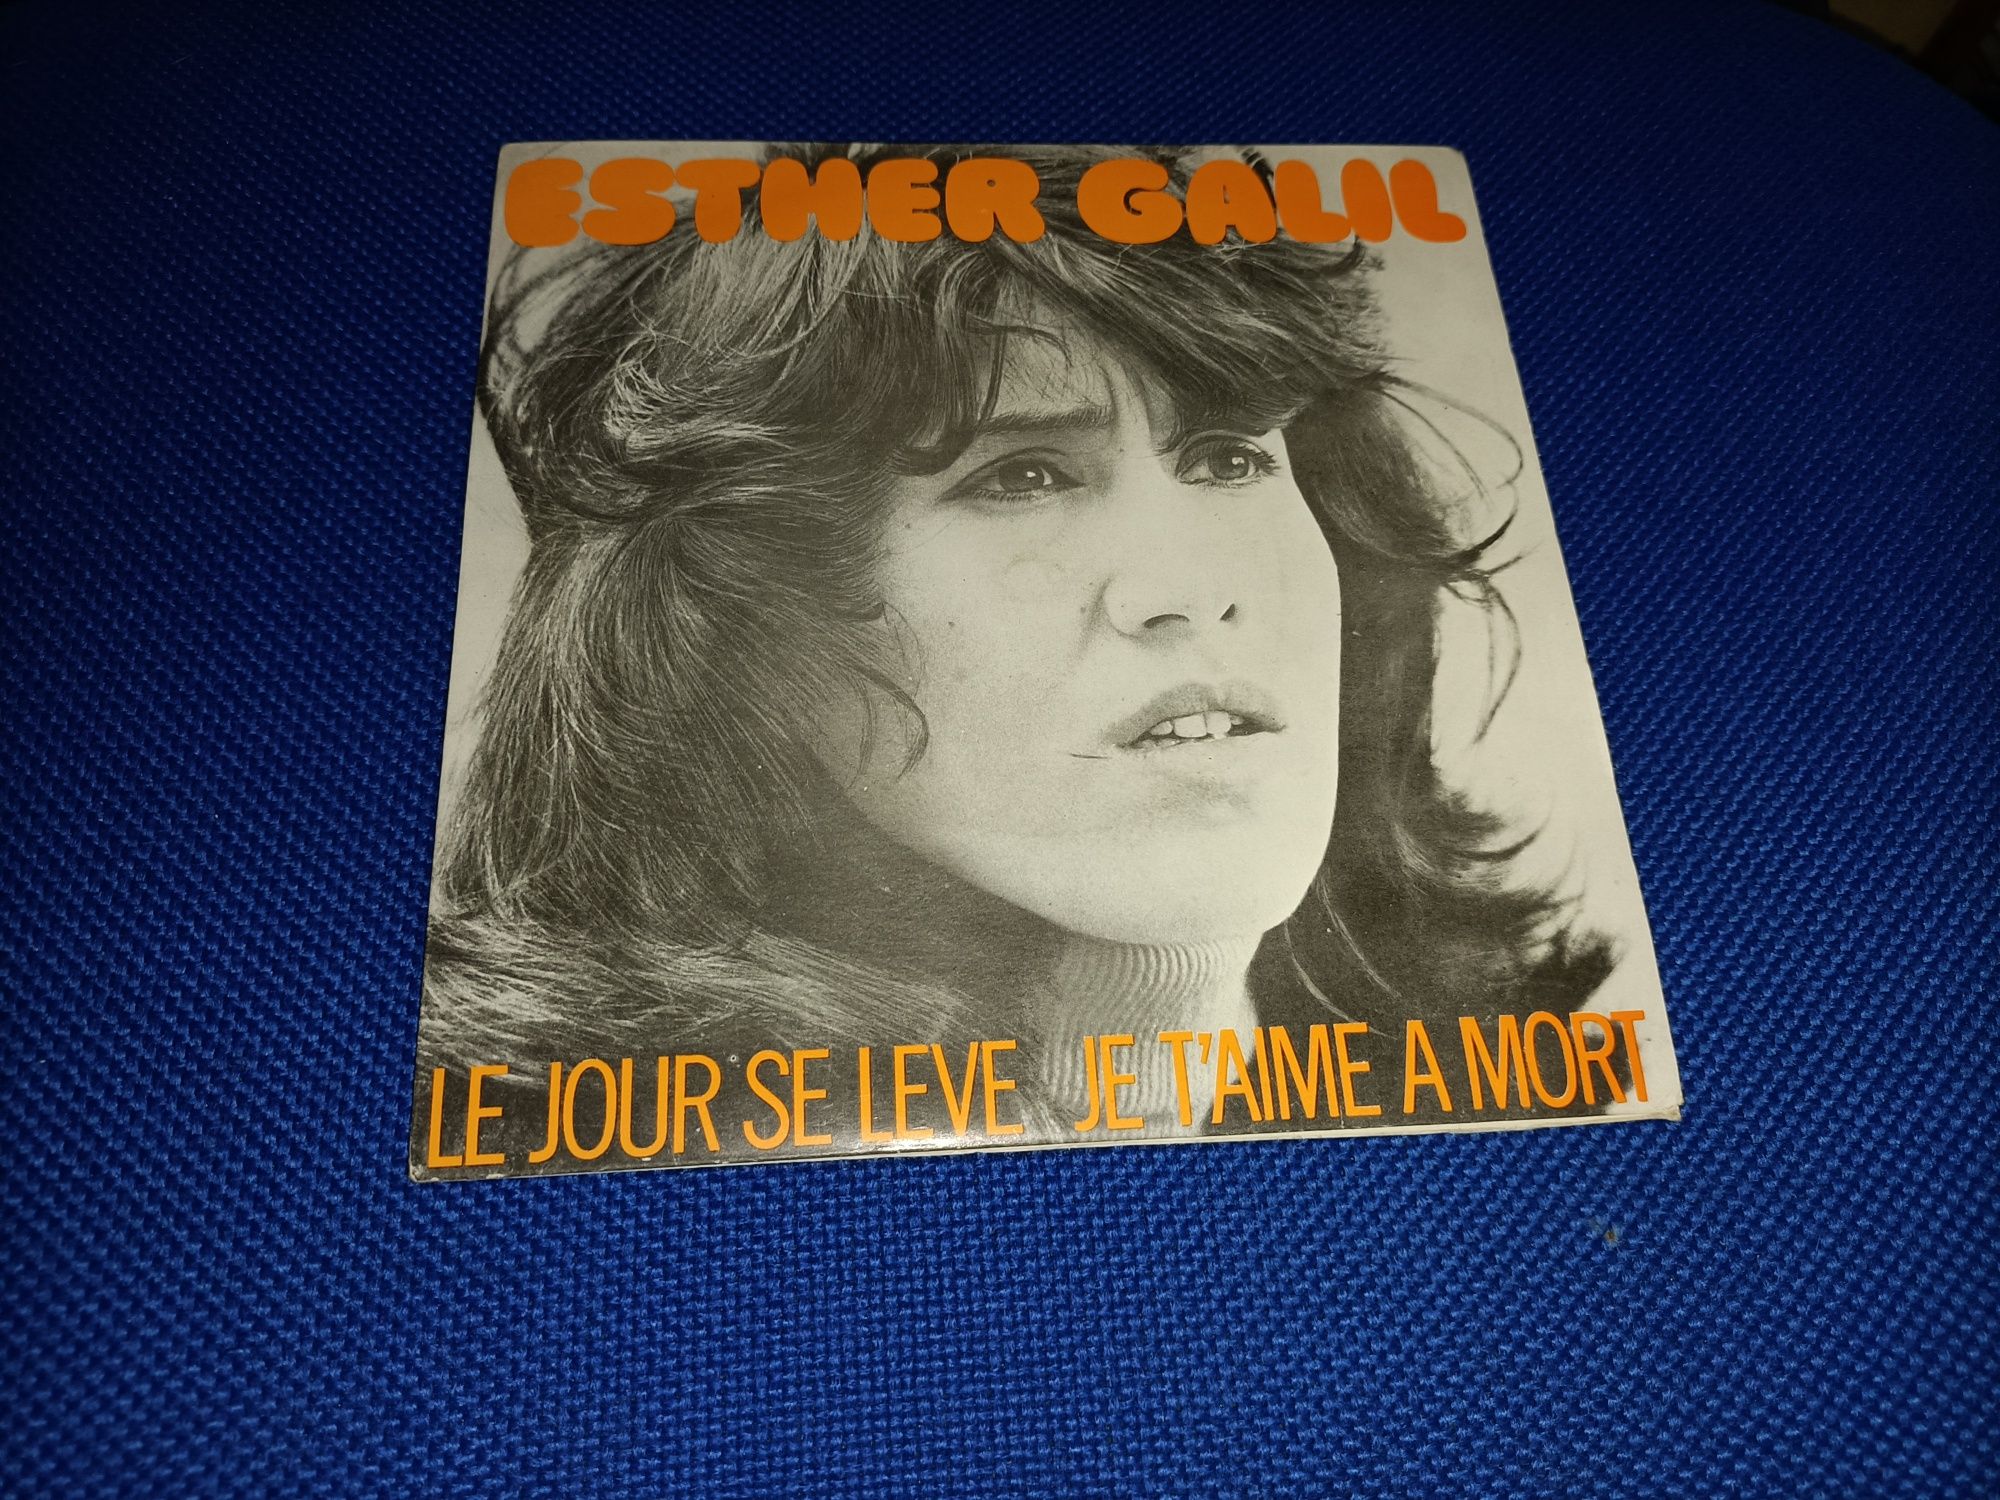 ESTHER GALIL
LE JOUR SE LEVE JE T'AIME A MORT